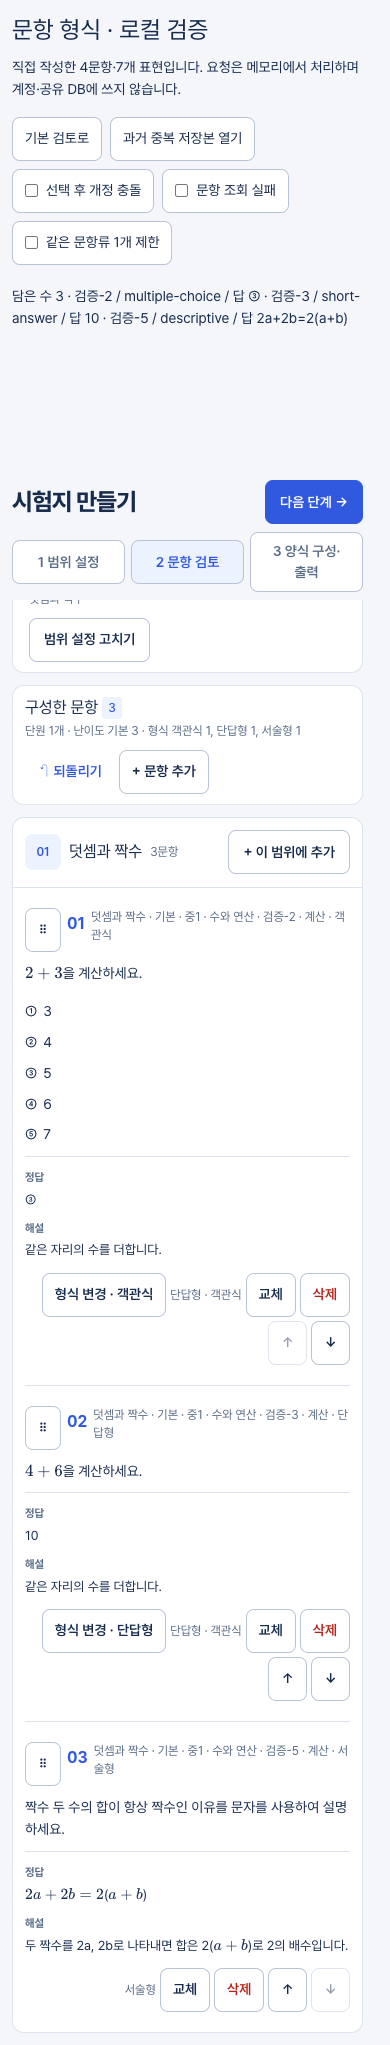 문항 형식 · 로컬 검증
직접 작성한 4문항·7개 표현입니다. 요청은 메모리에서 처리하며
계정·공유 DB에 쓰지 않습니다.
기본 검토로
과거 중복 저장본 열기
선택 후 개정 충돌
문항 조회 실패
같은 문항류 1개 제한
담은 수 3 · 검증-2 / multiple-choice / 답 ③ · 검증-3 / short-
answer / 답 10 · 검증-5 / descriptive / 답 2a+2b=2(a+b)
시험지 만들기
다음 단계 →
1 범위 설정
2 문항 검토
3 양식 구성·
출력
범위 설정 고치기
구성한 문항 3
단원 1개 · 난이도 기본 3 · 형식 객관식 1, 단답형 1, 서술형 1
되돌리기
+ 문항 추가
01 덧셈과 짝수 3문항
+ 이 범위에 추가
01 덧셈과 짝수 · 기본 · 중1 · 수와 연산 · 검증-2 · 계산 · 객
관식
2 + 3을 계산하세요.
① 3
② 4
③ 5
④ 6
⑤ 7
정답
③
해설
같은 자리의 수를 더합니다.
형식 변경 · 객관식 단답형 · 객관식 교체 삭제
↑ ↓
02 덧셈과 짝수 · 기본 · 중1 · 수와 연산 · 검증-3 · 계산 · 단
답형
4 + 6을 계산하세요.
정답
10
해설
같은 자리의 수를 더합니다.
형식 변경 · 단답형 단답형 · 객관식 교체 삭제
↑ ↓
03 덧셈과 짝수 · 기본 · 중1 · 수와 연산 · 검증-5 · 계산 · 서
술형
짝수 두 수의 합이 항상 짝수인 이유를 문자를 사용하여 설명
하세요.
정답
2a + 2b = 2(a + b)
해설
두 짝수를 2a, 2b로 나타내면 합은 2(a + b)로 2의 배수입니다.
서술형 교체 삭제 ↑ ↓